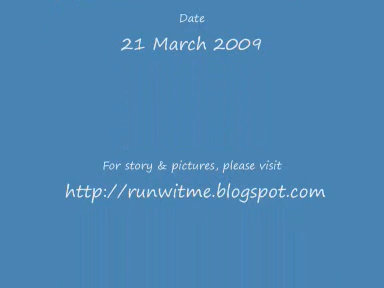 Date
21 March 2009
For story & pictures, please visit
http://runwitme.blogspot.com